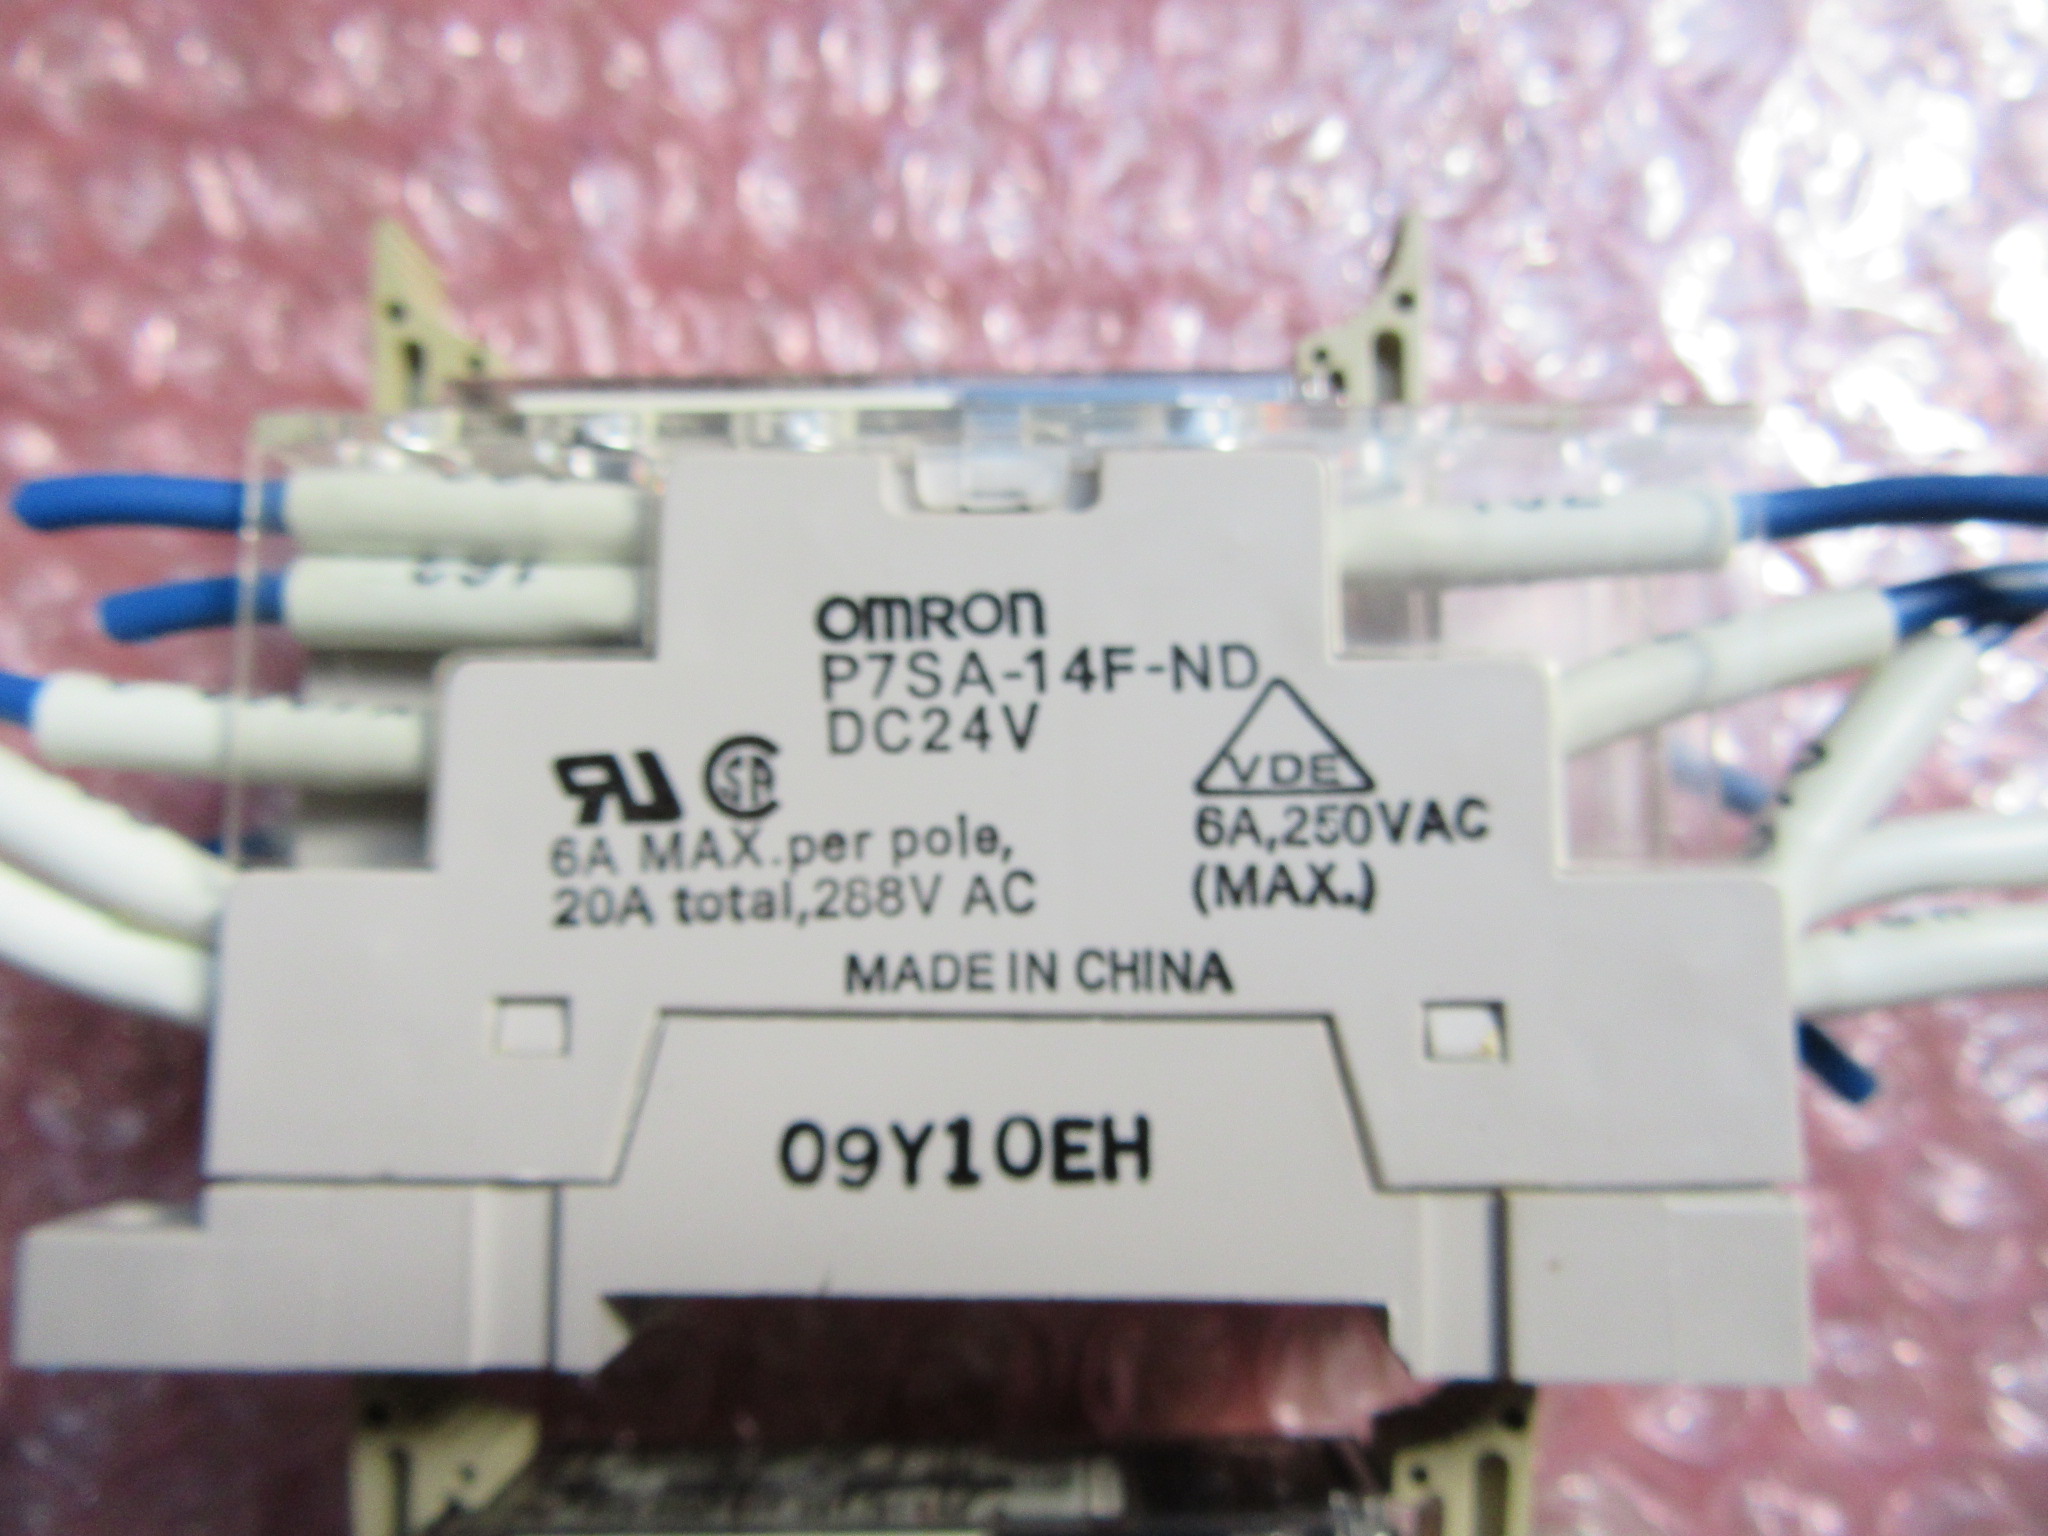 OMRON
P7SA-14F-ND
DC24V
VDE
6A MAX. per pole,
20A total, 288V AC
6A, 250VAC
(MAX.)
MADE IN CHINA
09Y10EH